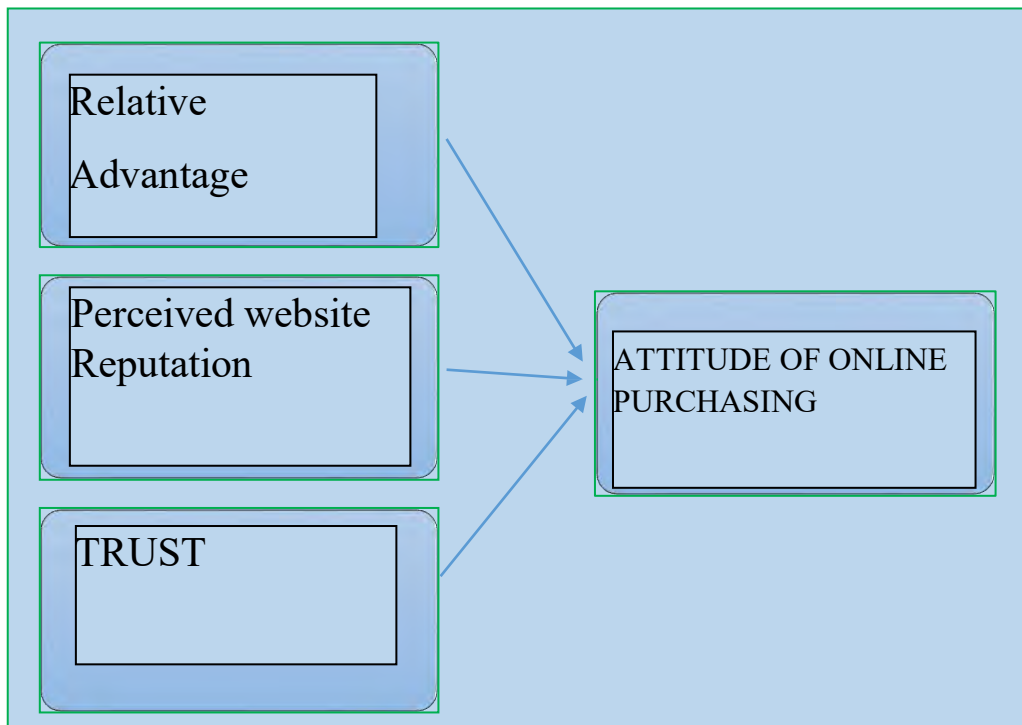 Relative
Advantage
Perceived website
Reputation
TRUST
ATTITUDE OF ONLINE
PURCHASING